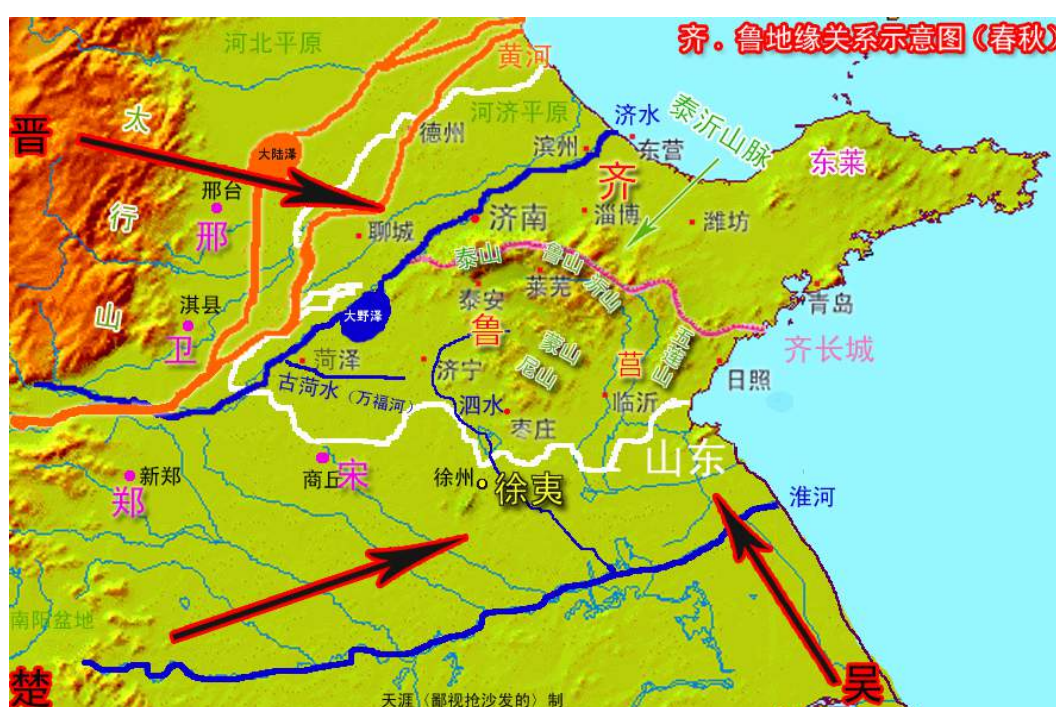 齐．鲁地缘关系示意图（春秋）
河北平原
黄河
太
行
山
晋
河济平原
德州
济水
泰沂山脉
滨州
东营
大陆泽
东莱
邢台
邢
齐
济南
淄博
潍坊
聊城
泰山
鲁山
沂山
莱芜
泰安
青岛
淇县
卫
大野泽
鲁
五莲山
齐长城
菏泽
济宁
蒙山
尼山
莒
日照
古菏水（万福河）
泗水
临沂
枣庄
山东
新郑
郑
商丘
宋
徐州
徐夷
淮河
南阳盆地
楚
吴
天涯（鄙视抢沙发的）制